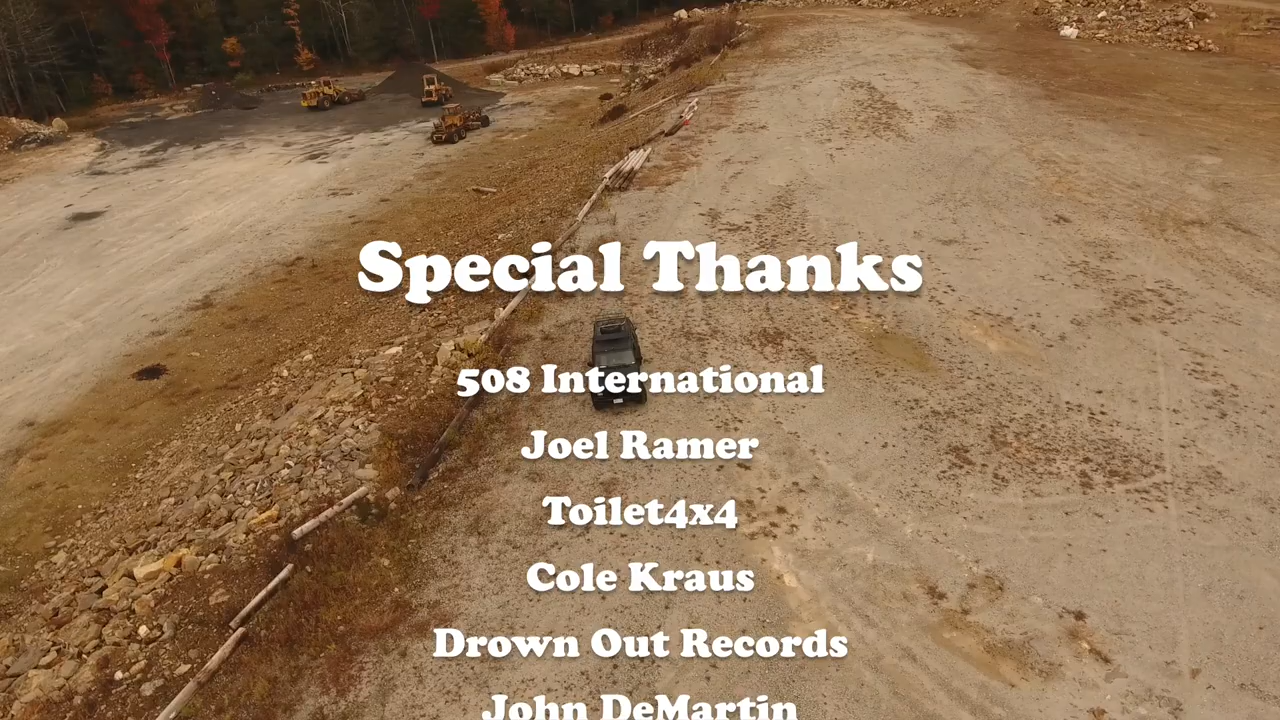 Special Thanks
508 International
Joel Ramer
Toilet4x4
Cole Kraus
Drown Out Records
John DeMartin